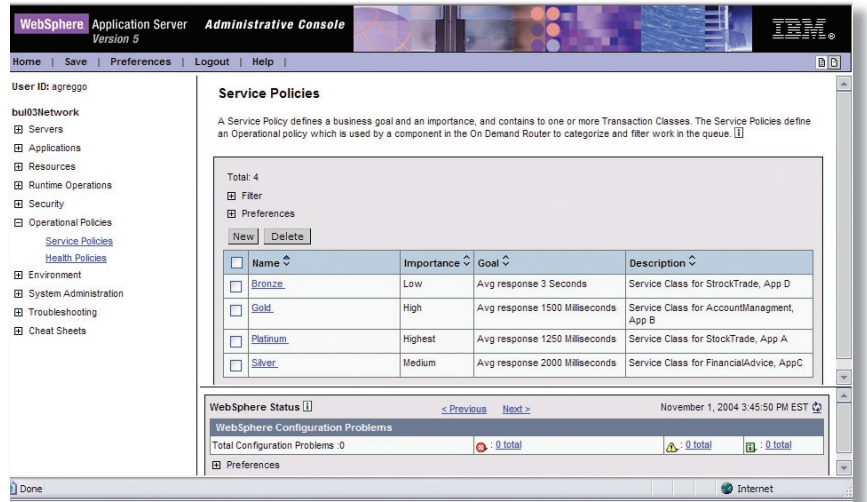 WebSphere Application Server Administrative Console
Version 5
IBM
Home | Save | Preferences | Logout | Help |
User ID: agreggo
bul03Network
Servers
Applications
Resources
Runtime Operations
Security
Operational Policies
Service Policies
Health Policies
Environment
System Administration
Troubleshooting
Cheat Sheets
Service Policies
A Service Policy defines a business goal and an importance, and contains to one or more Transaction Classes. The Service Policies define
an Operational policy which is used by a component in the On Demand Router to categorize and filter work in the queue. i
Total: 4
Filter
Preferences
New Delete
Name Importance Goal Description
Bronze Low Avg response 3 Seconds Service Class for StrockTrade, App D
Gold High Avg response 1500 Milliseconds Service Class for AccountManagment,
App B
Platinum Highest Avg response 1250 Milliseconds Service Class for StockTrade, App A
Silver Medium Avg response 2000 Milliseconds Service Class for FinancialAdvice, AppC
WebSphere Status i < Previous Next > November 1, 2004 3:45:50 PM EST
WebSphere Configuration Problems
Total Configuration Problems :0 : 0 total : 0 total : 0 total
Preferences
Done Internet